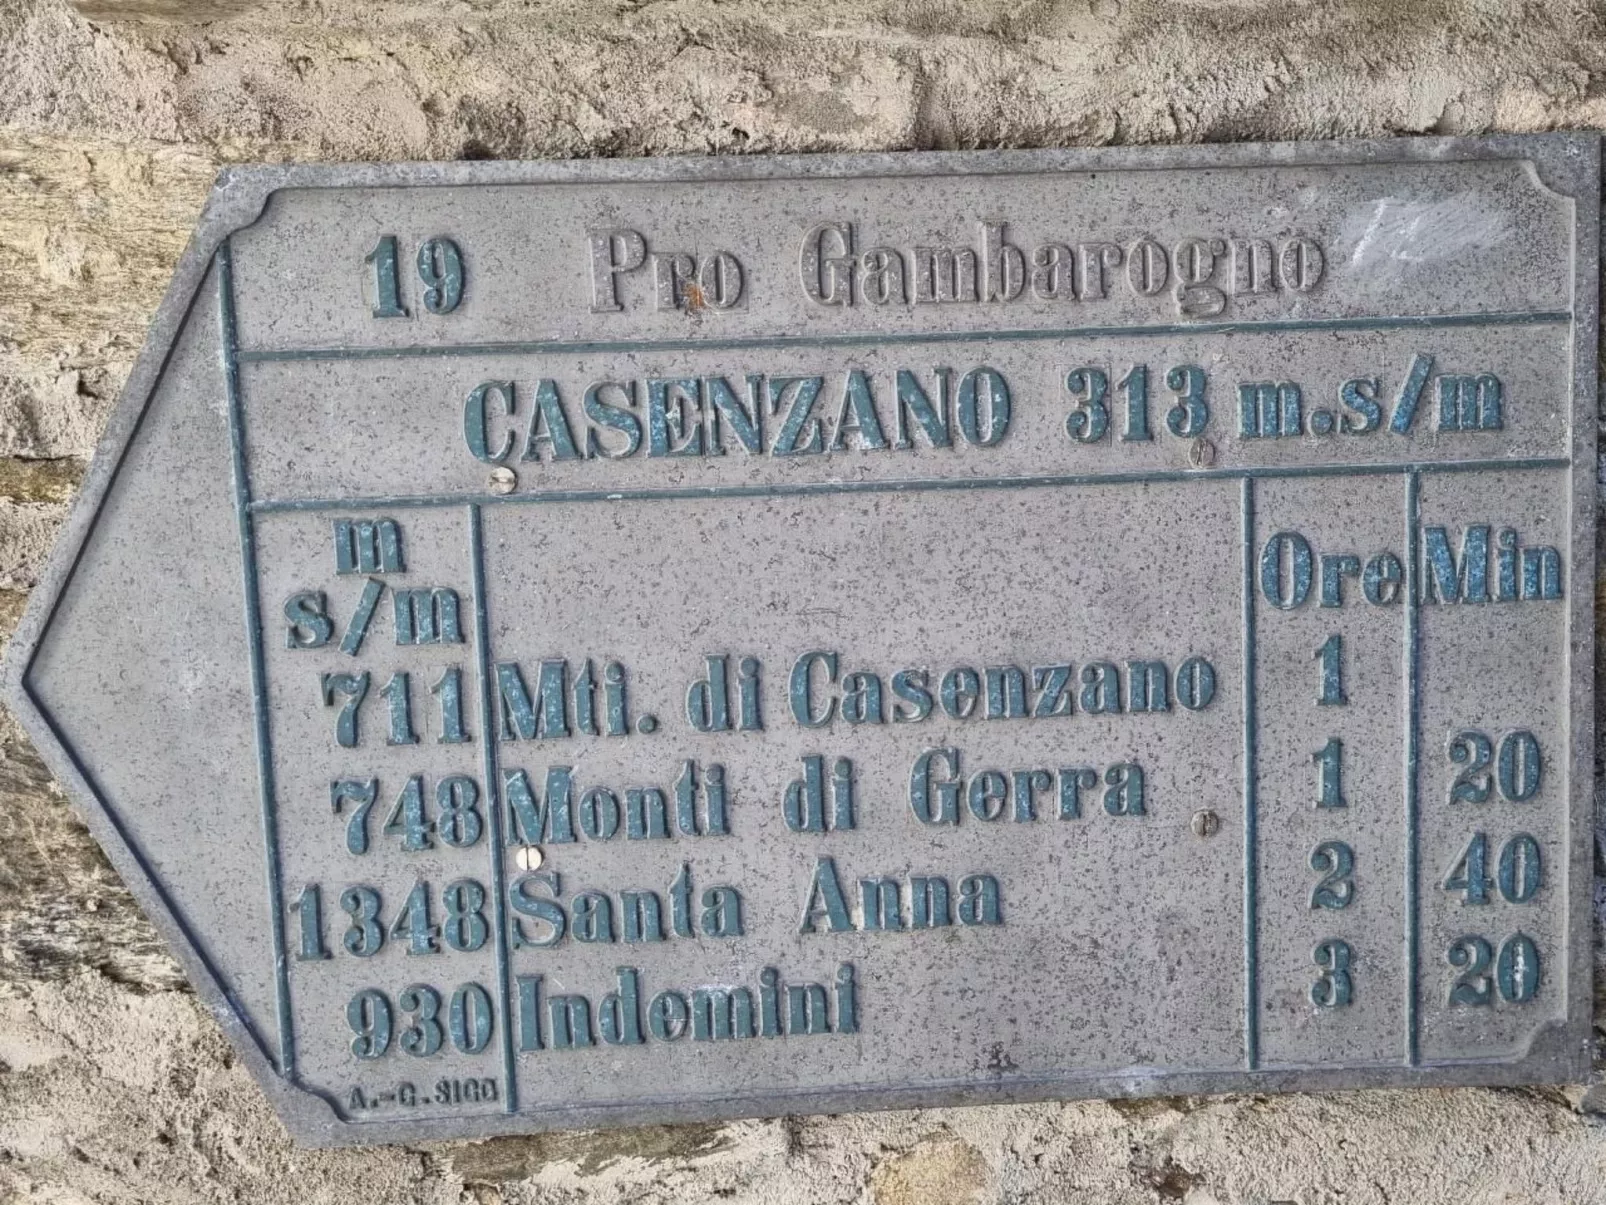 19 Pro Gambarogno
CASENZANO 313 m.s/m
m
s/m Ore Min
711 Mti. di Casenzano 1
748 Monti di Gerra 1 20
1348 Santa Anna 2 40
930 Indemini 3 20